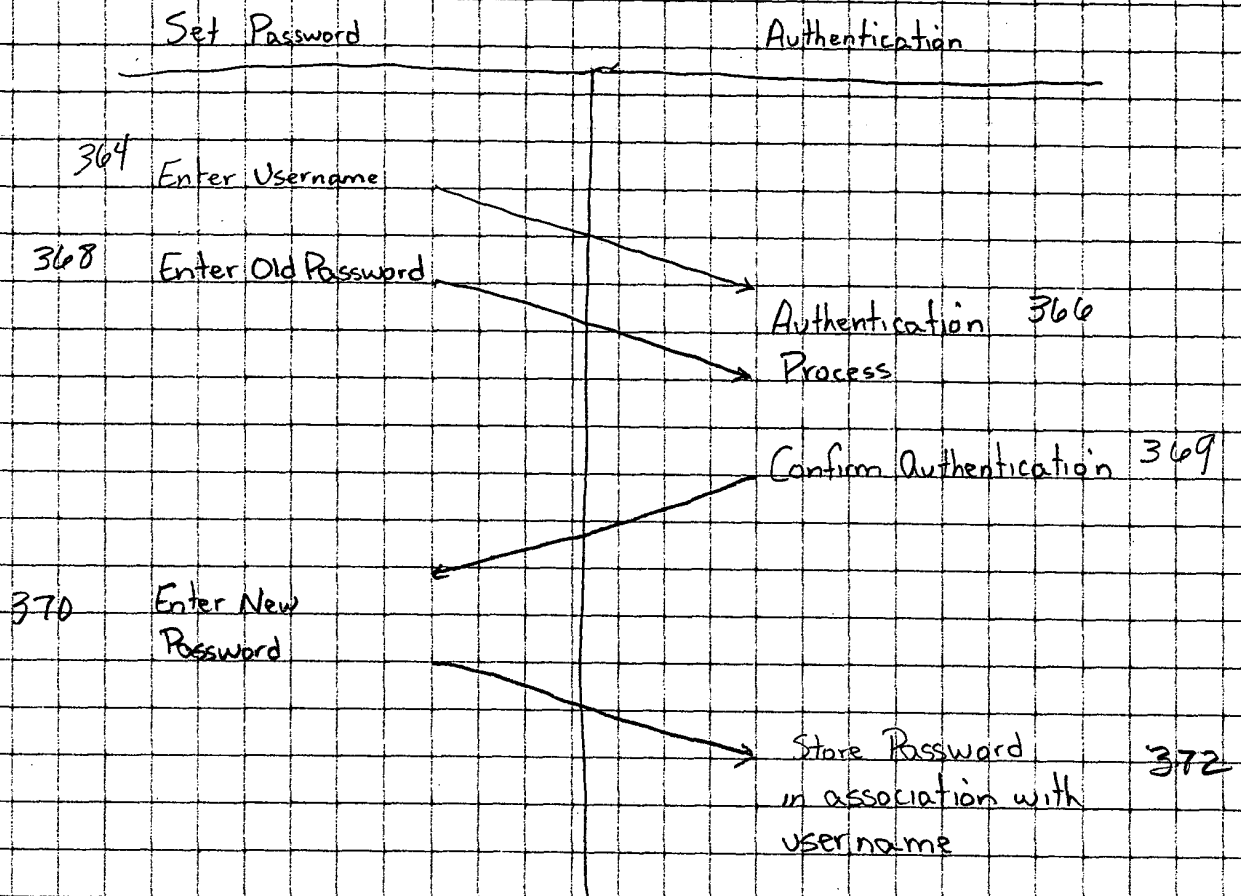 Set Password Authentication
364 Enter Username
368 Enter Old Password
Authentication 366
Process
Confirm Authentication 369
370 Enter New
Password
Store Password 372
in association with
username